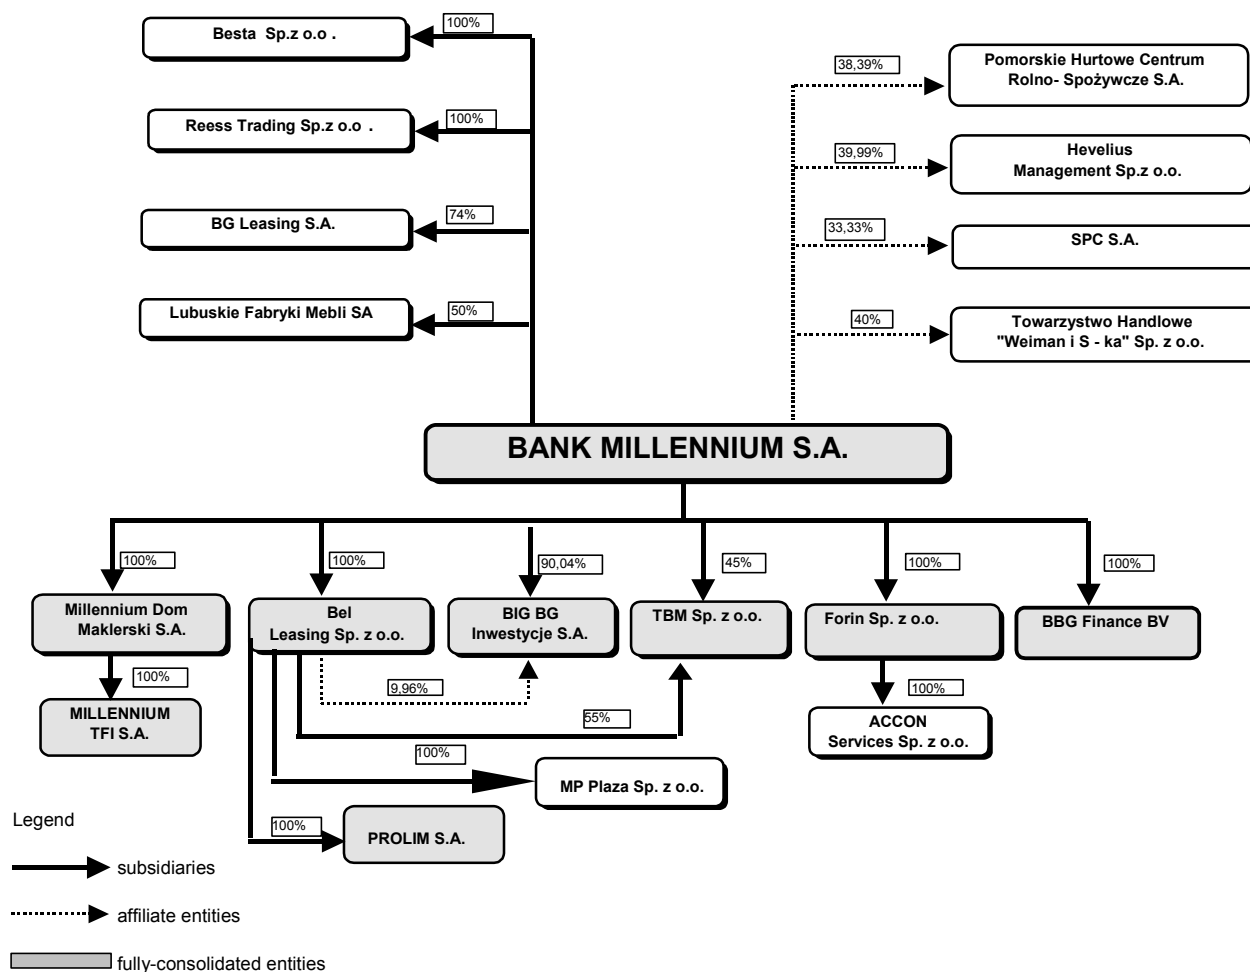 100%
Besta Sp.z o.o .
38,39%
Pomorskie Hurtowe Centrum
Rolno- Spożywcze S.A.
100%
Reess Trading Sp.z o.o .
39,99%
Hevelius
Management Sp.z o.o.
74%
BG Leasing S.A.
33,33%
SPC S.A.
50%
Lubuskie Fabryki Mebli SA
40%
Towarzystwo Handlowe
"Weiman i S - ka" Sp. z o.o.
BANK MILLENNIUM S.A.
100%
100%
90,04%
45%
100%
100%
Millennium Dom
Maklerski S.A.
Bel
Leasing Sp. z o.o.
BIG BG
Inwestycje S.A.
TBM Sp. z o.o.
Forin Sp. z o.o.
BBG Finance BV
100%
9,96%
100%
MILLENNIUM
TFI S.A.
55%
ACCON
Services Sp. z o.o.
100%
MP Plaza Sp. z o.o.
100%
PROLIM S.A.
Legend
subsidiaries
affiliate entities
fully-consolidated entities